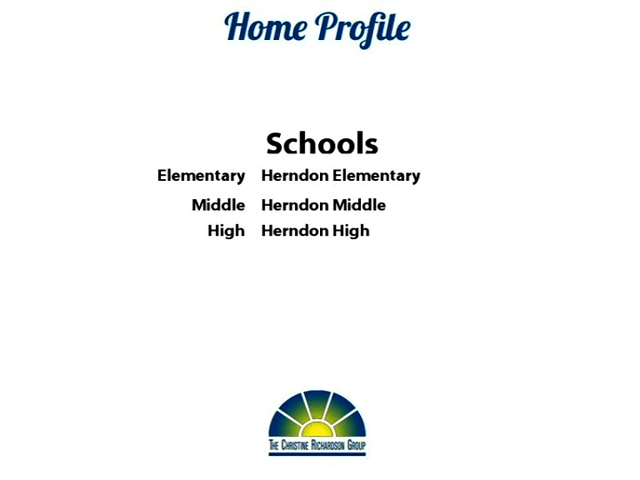 Home Profile
Schools
Elementary Herndon Elementary
Middle Herndon Middle
High Herndon High
The Christine Richardson Group